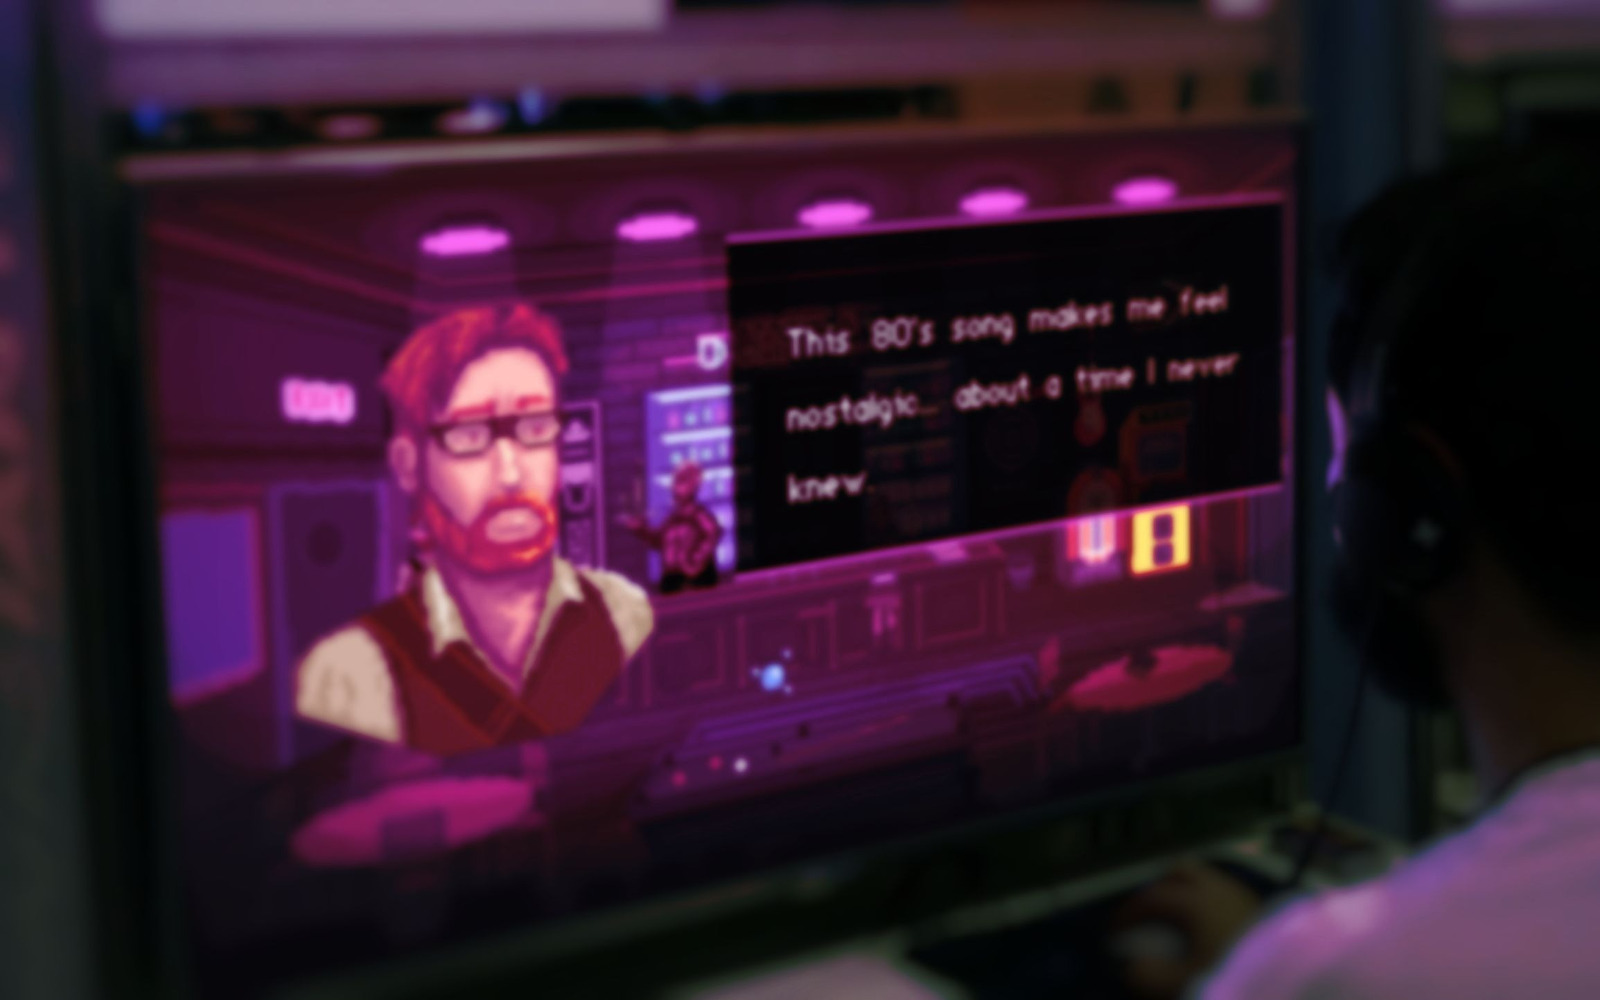 This 80's song makes me feel
nostalgic... about a time I never
knew.